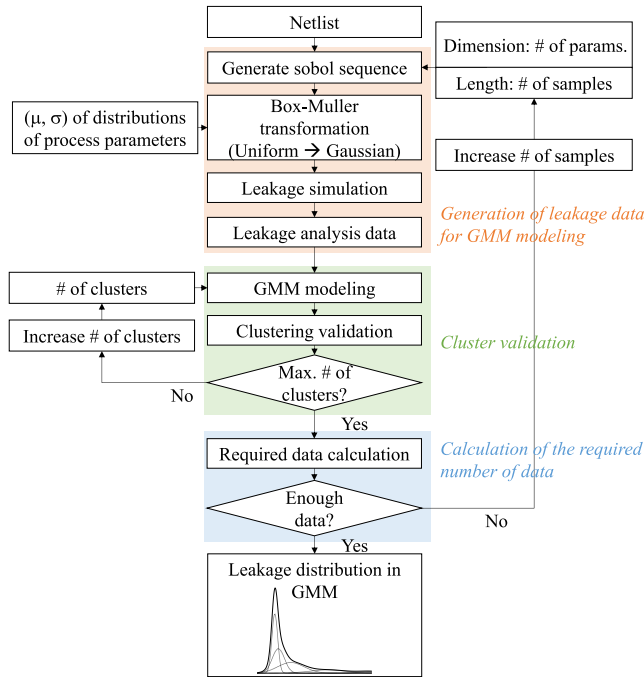 Netlist
Generate sobol sequence
Dimension: # of params.
Length: # of samples
(μ, σ) of distributions
of process parameters
Box-Muller
transformation
(Uniform → Gaussian)
Increase # of samples
Leakage simulation
Leakage analysis data
Generation of leakage data
for GMM modeling
# of clusters
GMM modeling
Increase # of clusters
Clustering validation
Cluster validation
Max. # of
clusters?
No
Yes
Required data calculation
Calculation of the required
number of data
Enough
data?
No
Yes
Leakage distribution in
GMM